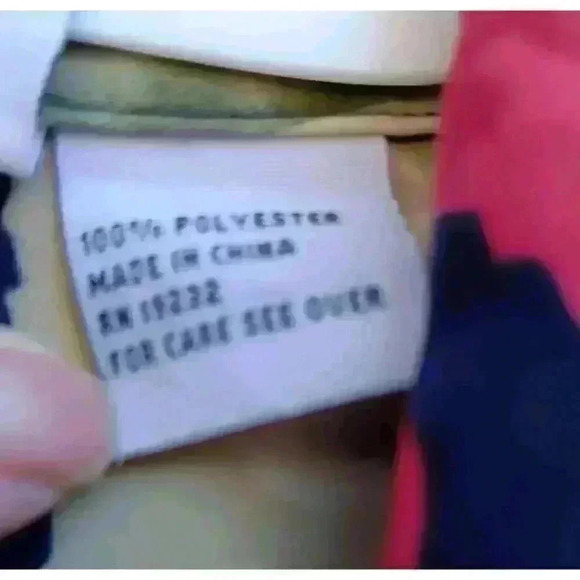 100% POLYESTER
MADE IN CHINA
RN 19232
FOR CARE SEE OVER